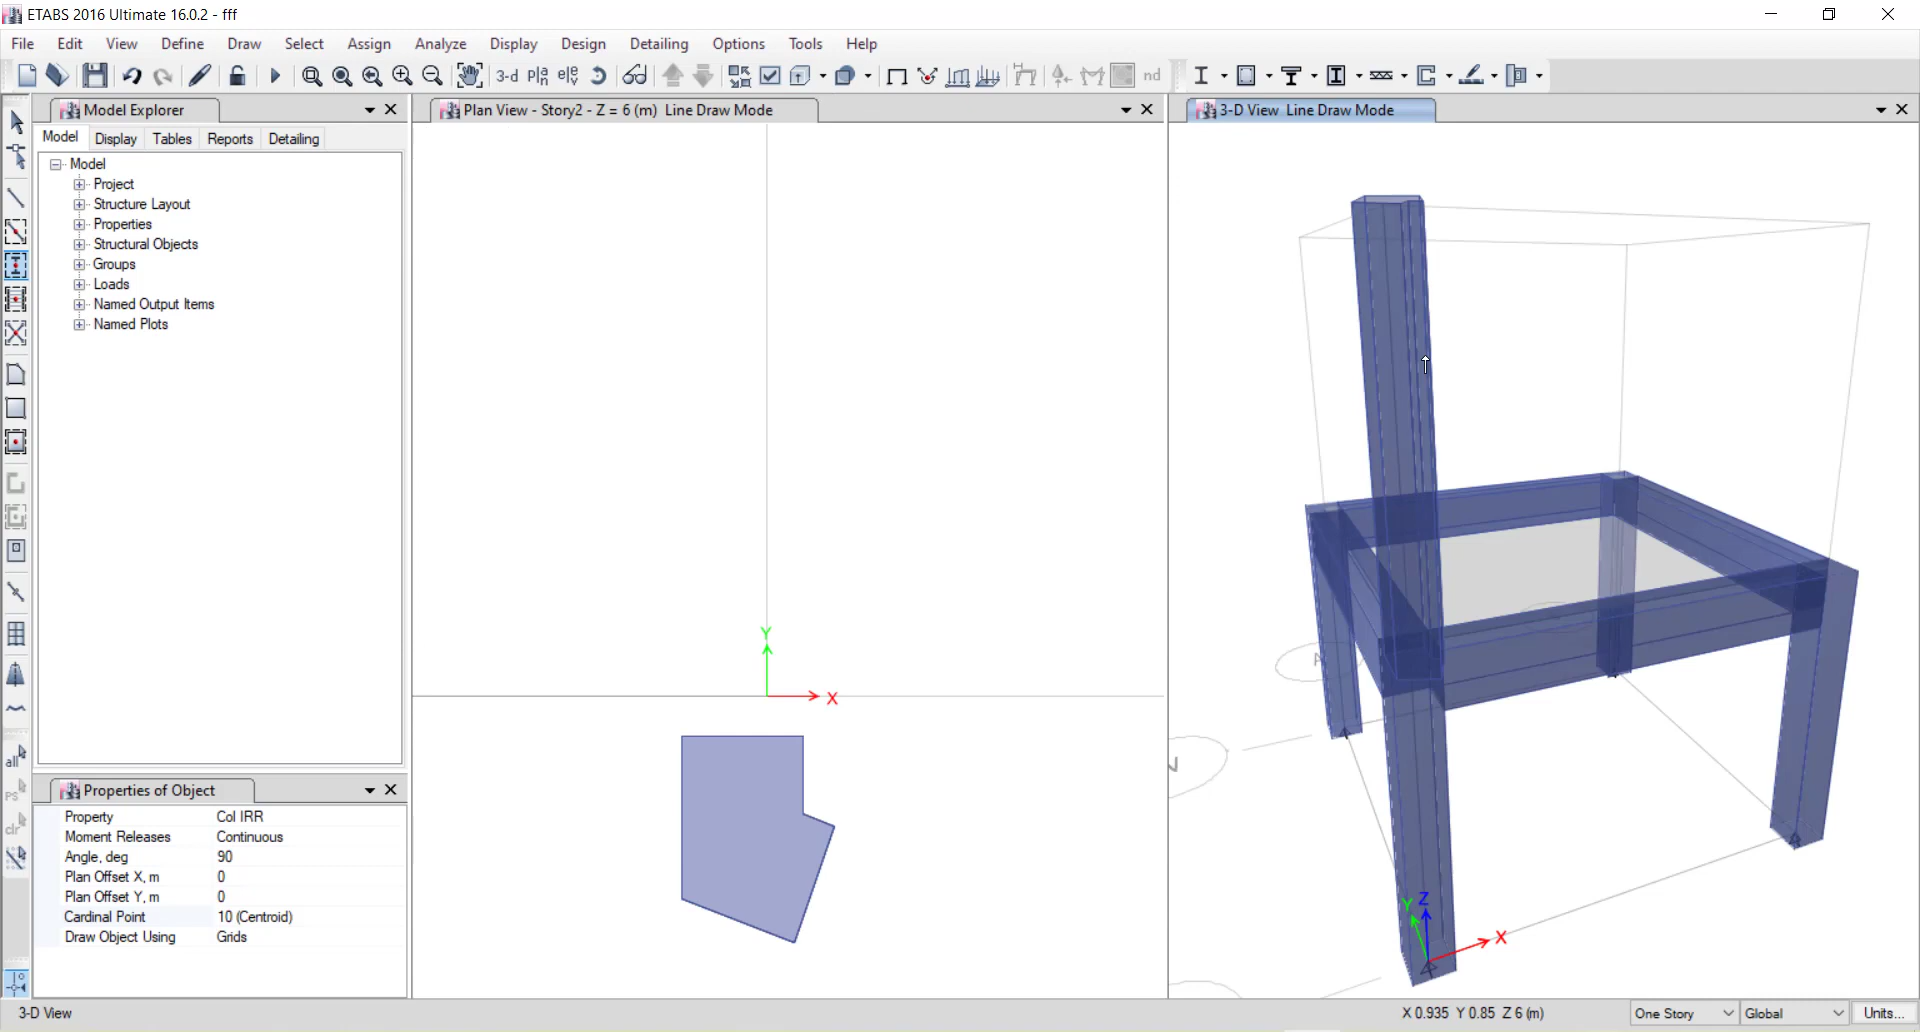 ETABS 2016 Ultimate 16.0.2 - fff
File Edit View Define Draw Select Assign Analyze Display Design Detailing Options Tools Help
3-d nd
Model Explorer
Model Display Tables Reports Detailing
Model
Project
Structure Layout
Properties
Structural Objects
Groups
Loads
Named Output Items
Named Plots
all
PS
clr
Properties of Object
Property Col IRR
Moment Releases Continuous
Angle, deg 90
Plan Offset X, m 0
Plan Offset Y, m 0
Cardinal Point 10 (Centroid)
Draw Object Using Grids
Plan View - Story2 - Z = 6 (m) Line Draw Mode
Y
X
3-D View Line Draw Mode
A
Y Z
X
3-D View
X 0.935 Y 0.85 Z 6 (m)
One Story
Global
Units...